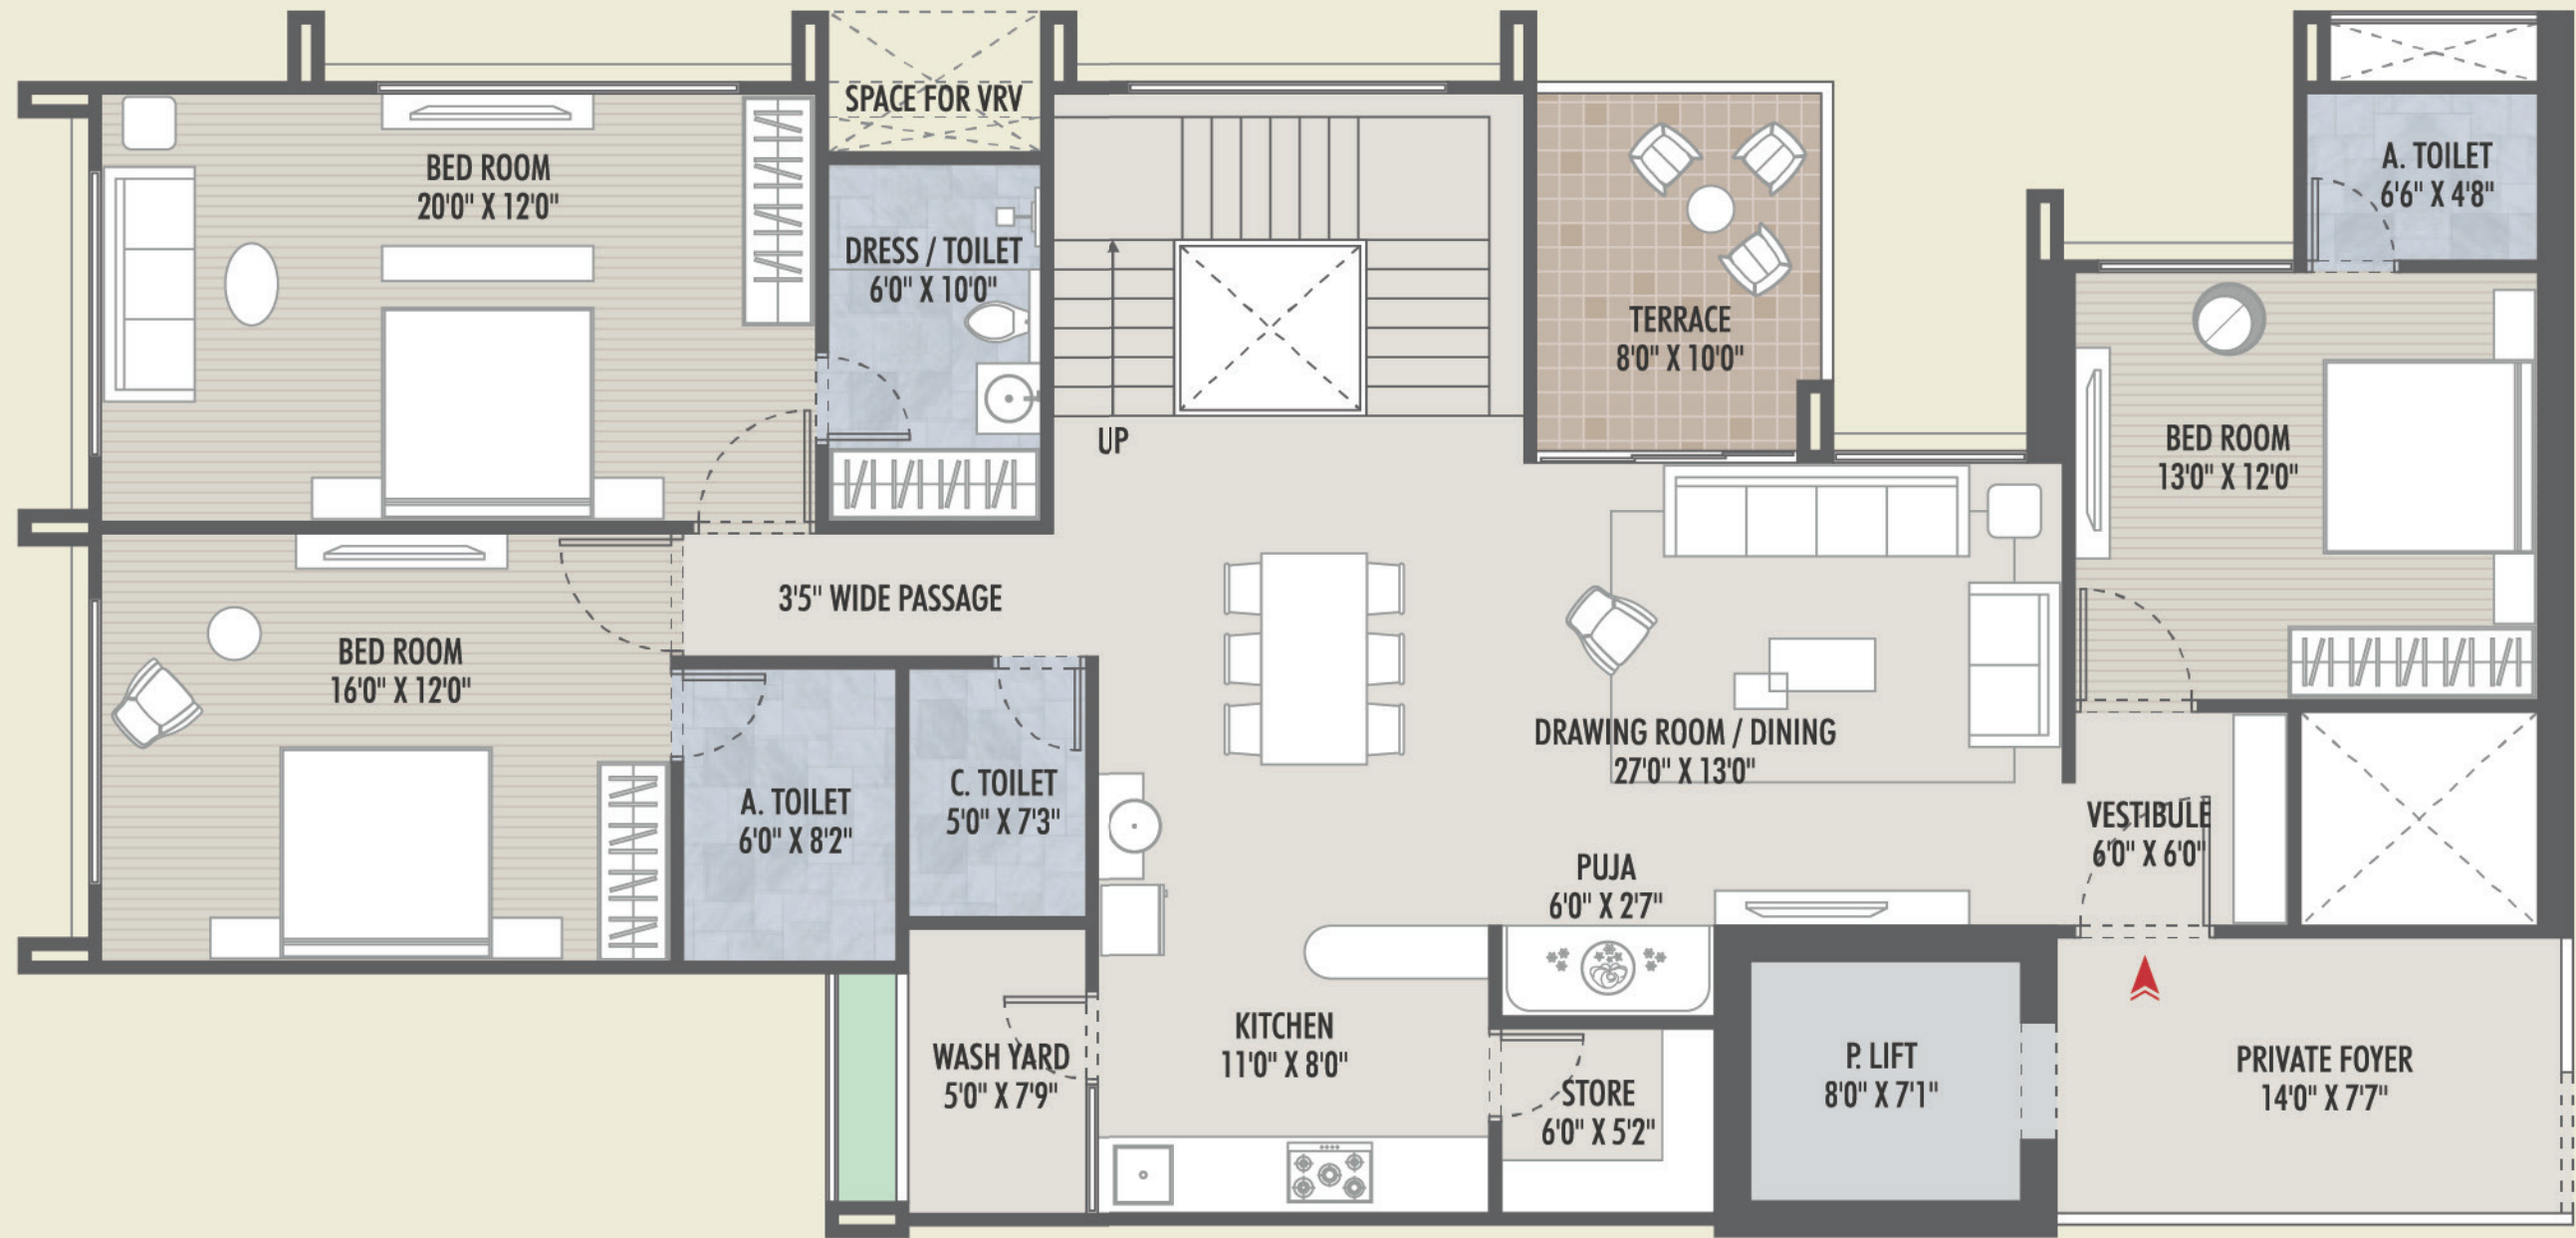 SPACE FOR VRV
BED ROOM
20'0" X 12'0"
DRESS / TOILET
6'0" X 10'0"
UP
TERRACE
8'0" X 10'0"
A. TOILET
6'6" X 4'8"
BED ROOM
13'0" X 12'0"
3'5" WIDE PASSAGE
BED ROOM
16'0" X 12'0"
A. TOILET
6'0" X 8'2"
C. TOILET
5'0" X 7'3"
DRAWING ROOM / DINING
27'0" X 13'0"
VESTIBULE
6'0" X 6'0"
PUJA
6'0" X 2'7"
WASH YARD
5'0" X 7'9"
KITCHEN
11'0" X 8'0"
STORE
6'0" X 5'2"
P. LIFT
8'0" X 7'1"
PRIVATE FOYER
14'0" X 7'7"